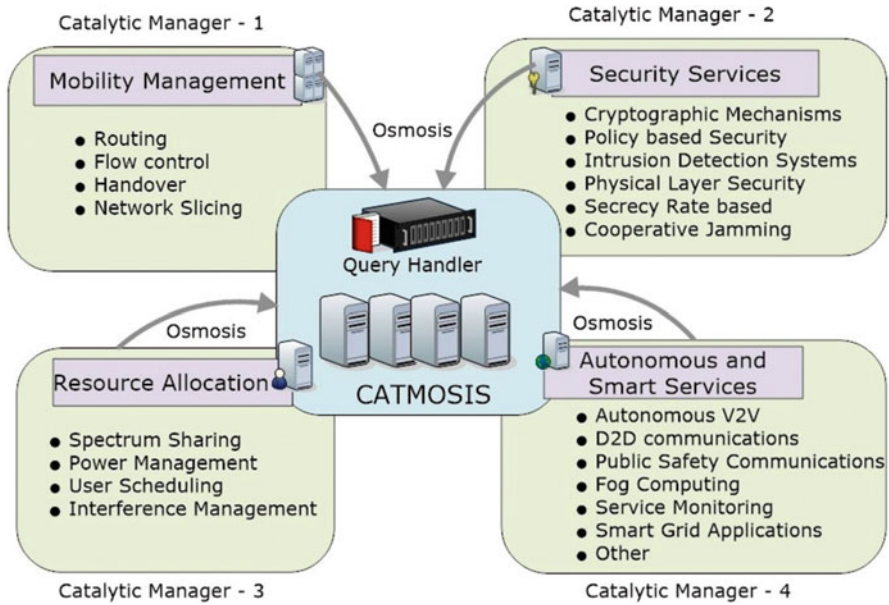 Catalytic Manager - 1
Mobility Management
● Routing
● Flow control
● Handover
● Network Slicing
Catalytic Manager - 2
Security Services
● Cryptographic Mechanisms
● Policy based Security
● Intrusion Detection Systems
● Physical Layer Security
● Secrecy Rate based
● Cooperative Jamming
Osmosis
Query Handler
CATMOSIS
Osmosis
Resource Allocation
● Spectrum Sharing
● Power Management
● User Scheduling
● Interference Management
Catalytic Manager - 3
Osmosis
Autonomous and
Smart Services
● Autonomous V2V
● D2D communications
● Public Safety Communications
● Fog Computing
● Service Monitoring
● Smart Grid Applications
● Other
Catalytic Manager - 4